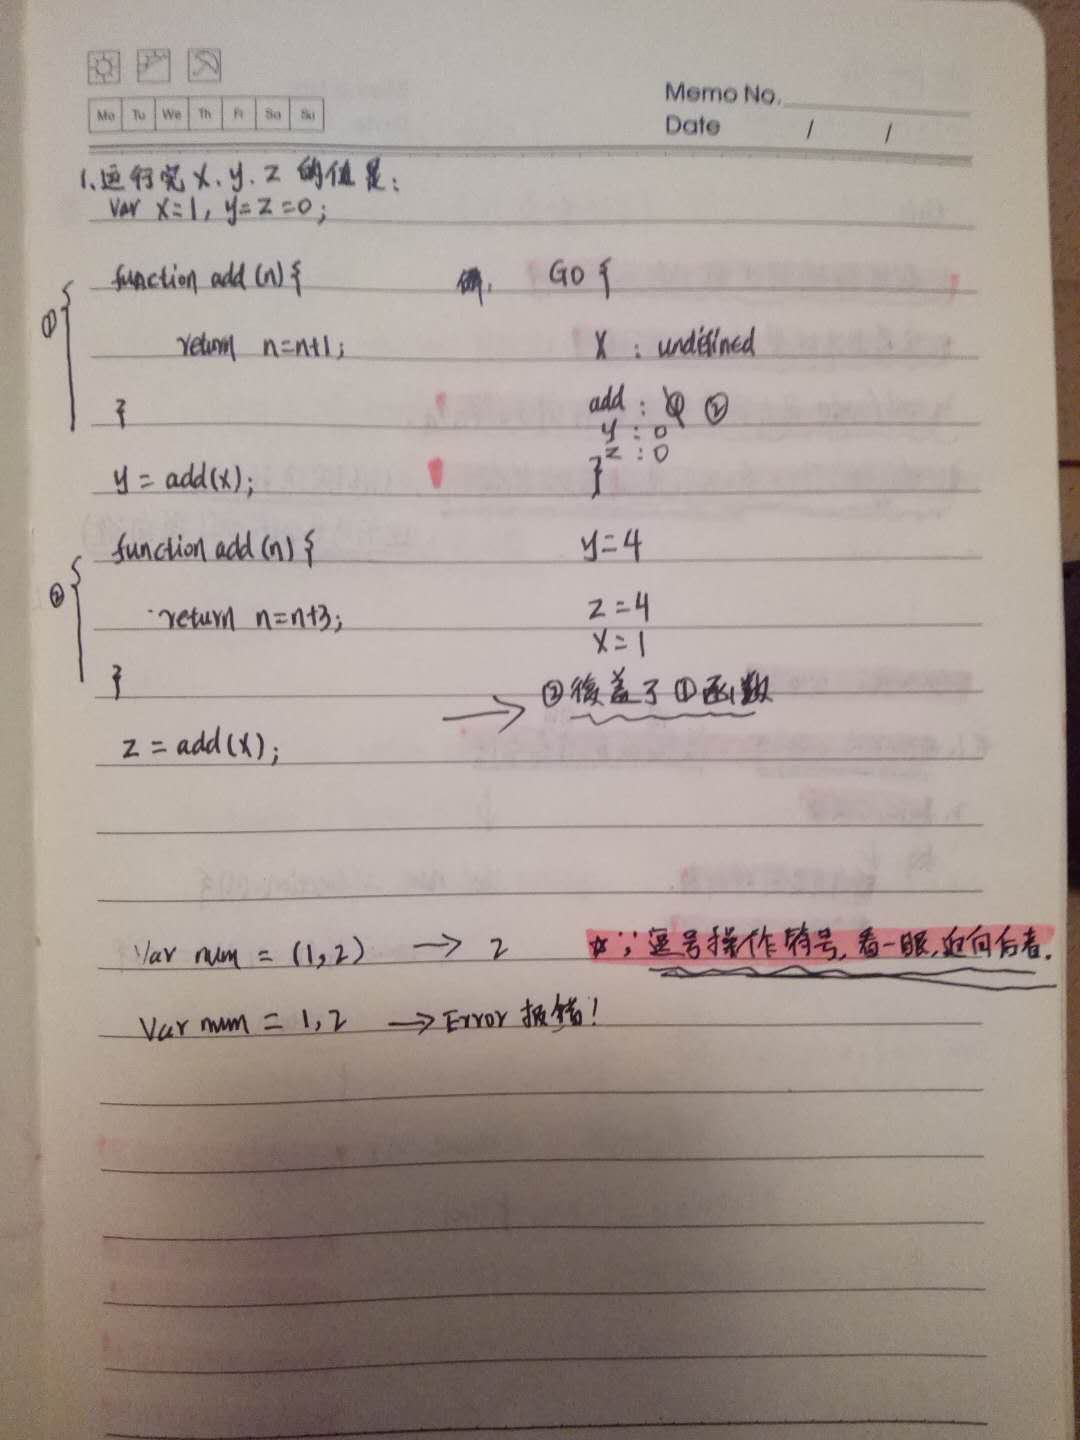 Mo Tu We Th Fr Sa Su
Memo No.
Date / /
1、运行完 x、y、z 的值是:
var x=1, y=z=0;
① function add (n) {
return n=n+1;
}
y = add(x);
② function add (n) {
return n=n+3;
}
z = add(x);
GO {
x : undefined
add : ②
y : 0
z : 0
}
y=4
z=4
x=1
→ ②後盖了①函数
Var num = (1,2) → 2
☆: 逗号操作符号, 看一眼, 返回后者.
Var num = 1,2 → Error 报错!